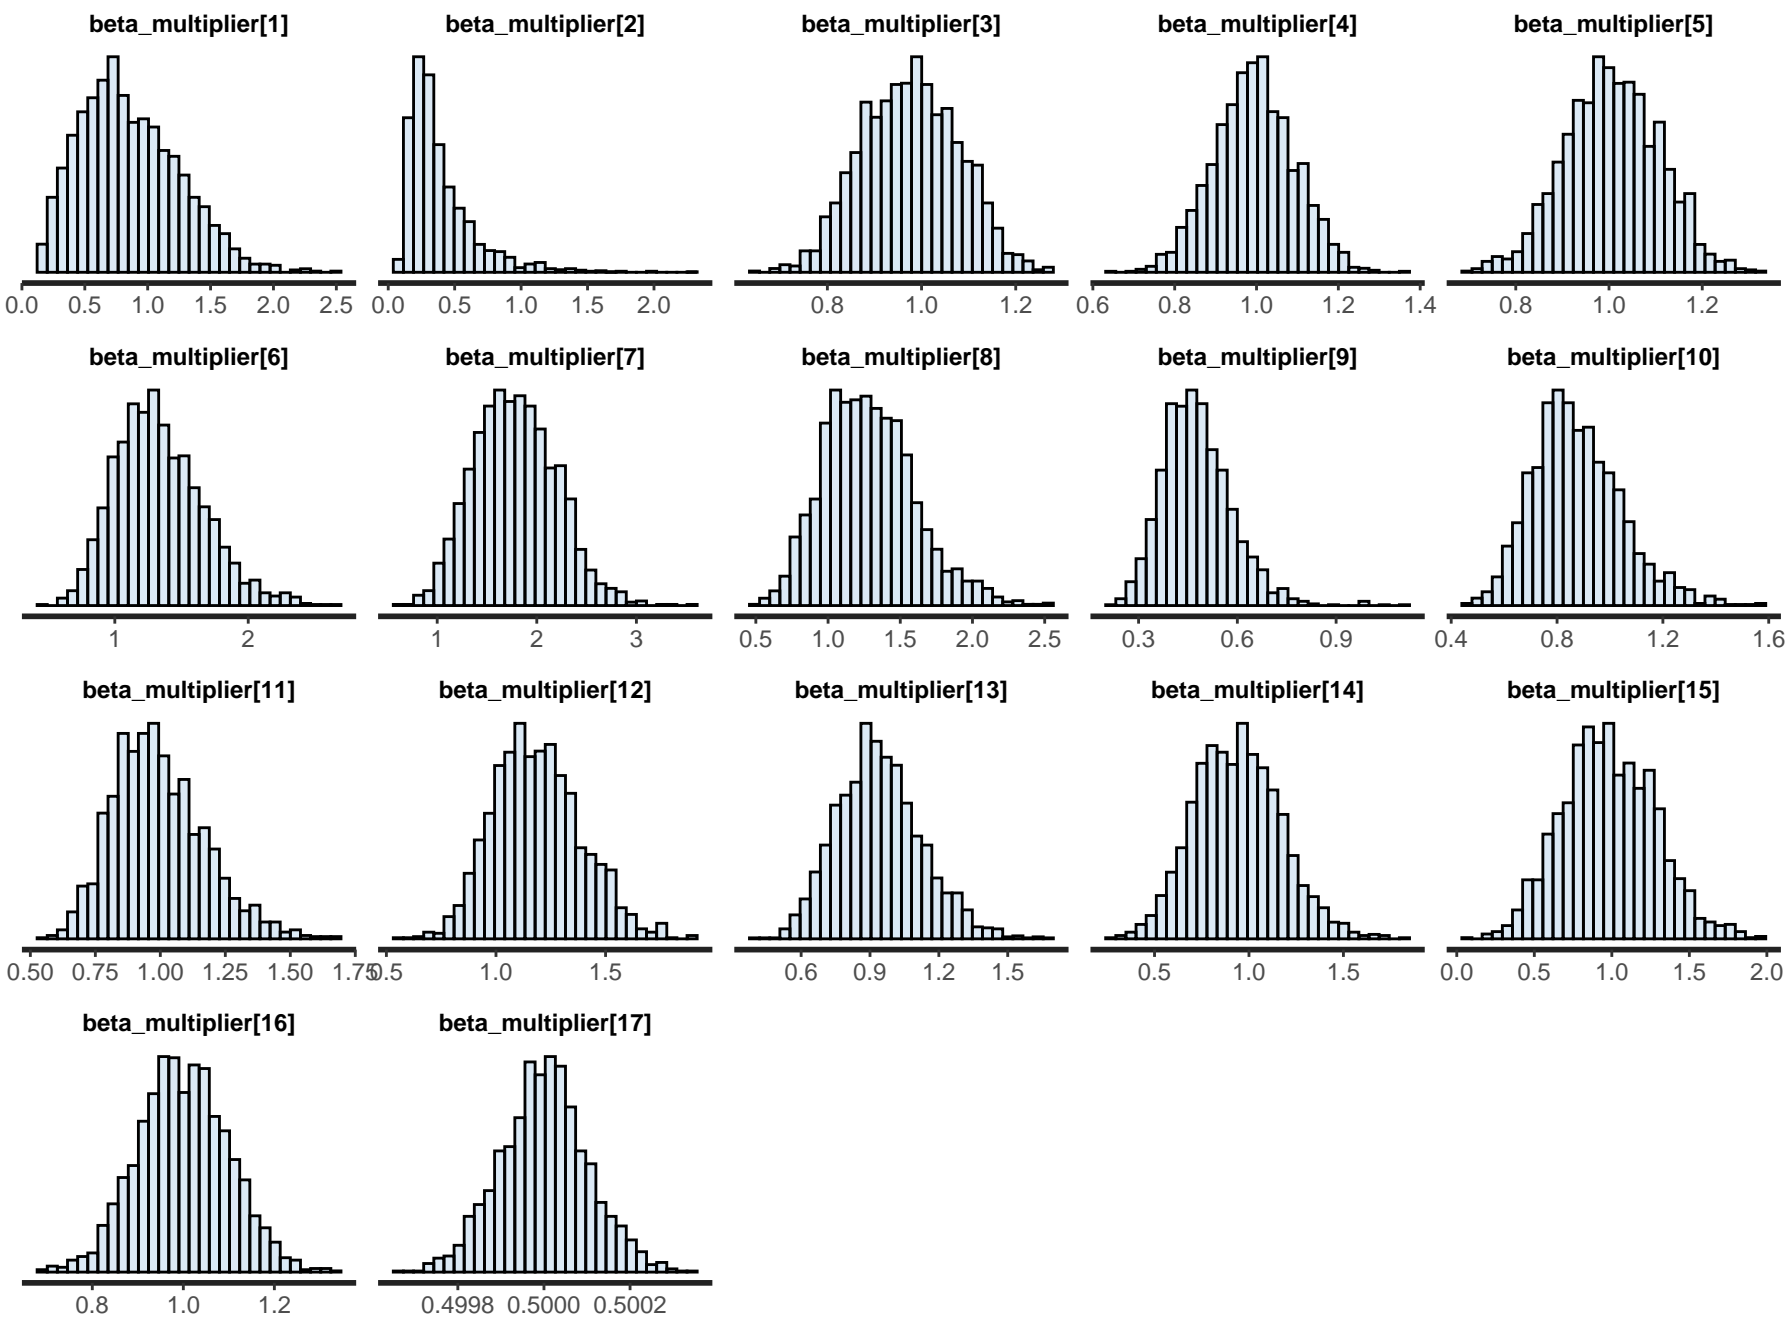 beta_multiplier[1] beta_multiplier[2] beta_multiplier[3] beta_multiplier[4] beta_multiplier[5]
0.0 0.5 1.0 1.5 2.0 2.5 0.0 0.5 1.0 1.5 2.0 0.8 1.0 1.2 0.6 0.8 1.0 1.2 1.4 0.8 1.0 1.2
beta_multiplier[6] beta_multiplier[7] beta_multiplier[8] beta_multiplier[9] beta_multiplier[10]
1 2 1 2 3 0.5 1.0 1.5 2.0 2.5 0.3 0.6 0.9 0.4 0.8 1.2 1.6
beta_multiplier[11] beta_multiplier[12] beta_multiplier[13] beta_multiplier[14] beta_multiplier[15]
0.50 0.75 1.00 1.25 1.50 1.75 0.5 1.0 1.5 0.6 0.9 1.2 1.5 0.5 1.0 1.5 0.0 0.5 1.0 1.5 2.0
beta_multiplier[16] beta_multiplier[17]
0.8 1.0 1.2 0.4998 0.5000 0.5002